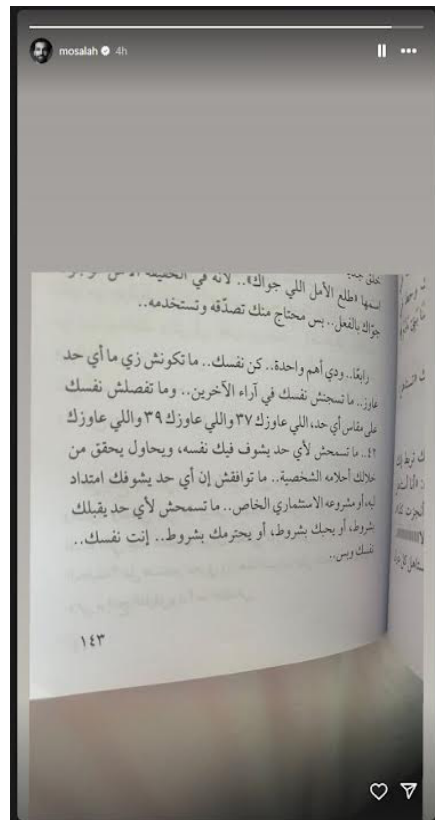 mosalah 4h
خلق
اسمها «طلع الأمل اللي جواك».. لأنه في الحقيقة
جوّاك بالفعل.. بس محتاج منك تصدّقه وتستخدمه..
رابعًا.. ودي أهم واحدة.. كن نفسك.. ما تكونش زي ما أي حد
عاوز.. ما تسجنش نفسك في آراء الآخرين.. وما تفصلش نفسك
على مقاس أي حد، اللي عاوزك ٣٧ واللي عاوزك ٣٩ واللي عاوزك
٤٢.. ما تسمحش لأي حد يشوف فيك نفسه، ويحاول يحقق من
خلالك أحلامه الشخصية.. ما توافقش إن أي حد يشوفك امتداد
ليه، أو مشروعه الاستثماري الخاص.. ما تسمحش لأي حد يقبلك
بشروط، أو يحبك بشروط، أو يحترمك بشروط.. إنت نفسك..
نفسك وبس..
١٤٣